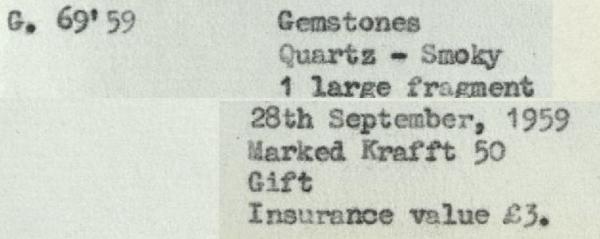 G. 69'59 Gemstones
Quartz - Smoky
1 large fragment
28th September, 1959
Marked Krafft 50
Gift
Insurance value £3.